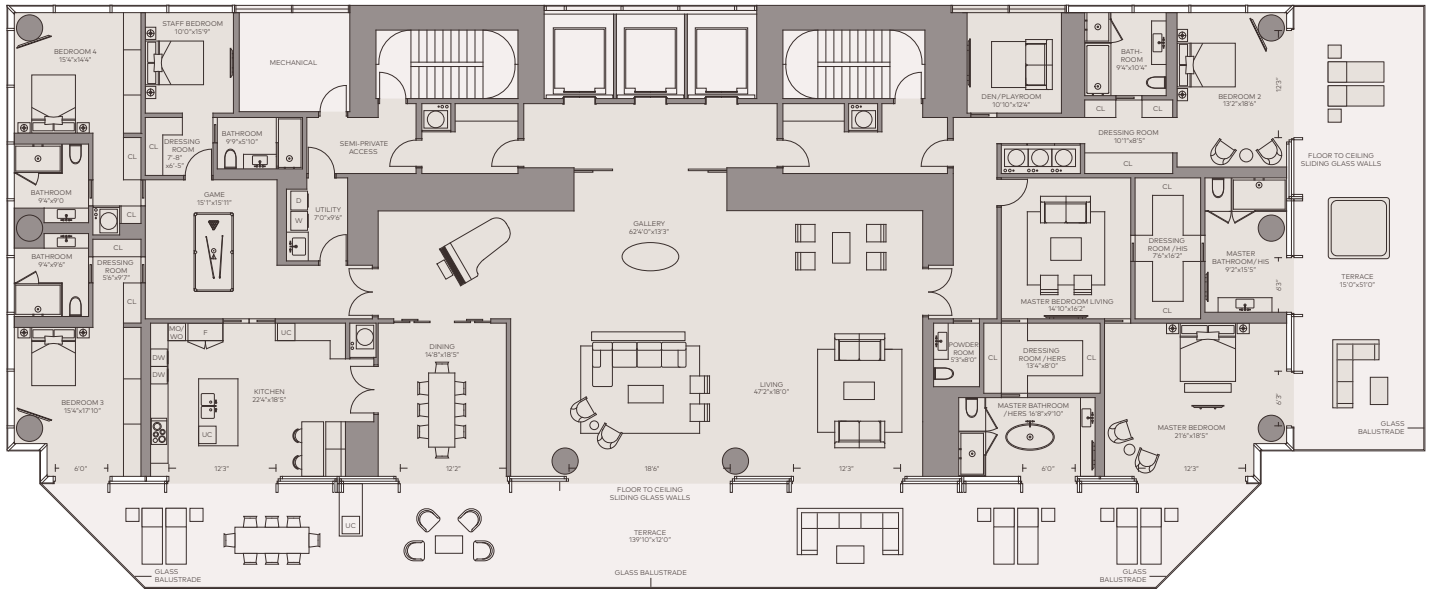 BEDROOM 4
15'4"x14'4"
STAFF BEDROOM
10'0"x15'9"
MECHANICAL
SEMI-PRIVATE
ACCESS
DEN/PLAYROOM
10'10"x12'4"
BATH-
ROOM
9'4"x10'4"
BEDROOM 2
13'2"x18'6"
12'3"
CL
CL
DRESSING ROOM
10'1"x8'5"
CL
FLOOR TO CEILING
SLIDING GLASS WALLS
CL
CL
DRESSING
ROOM
7'-8"
x6'-5"
BATHROOM
9'9"x5'10"
BATHROOM
9'4"x9'0
CL
GAME
15'1"x15'11"
D
W
UTILITY
7'0"x9'6"
GALLERY
62'4'0"x13'3"
BATHROOM
9'4"x9'6"
CL
DRESSING
ROOM
5'6"x9'7"
CL
MASTER BEDROOM LIVING
14'10"x16'2"
CL
DRESSING
ROOM /HIS
7'6"x16'2"
CL
MASTER
BATHROOM/HIS
9'2"x15'5"
6'3"
TERRACE
15'0"x51'0"
MO/
WO
F
UC
DW
DW
KITCHEN
22'4"x18'5"
UC
DINING
14'8"x18'5"
LIVING
47'2"x18'0"
POWDER
ROOM
5'3"x8'0"
CL
DRESSING
ROOM /HERS
13'4"x8'0"
CL
MASTER BATHROOM
/HERS 16'8"x9'10"
MASTER BEDROOM
21'6"x18'5"
6'3"
GLASS
BALUSTRADE
BEDROOM 3
15'4"x17'10"
6'0"
12'3"
12'2"
18'6"
12'3"
6'0"
12'3"
FLOOR TO CEILING
SLIDING GLASS WALLS
UC
TERRACE
139'10"x12'0"
GLASS
BALUSTRADE
GLASS BALUSTRADE
GLASS
BALUSTRADE